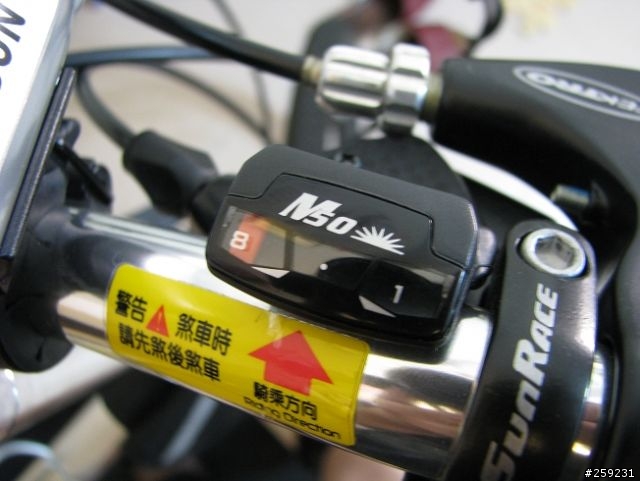 M50
8
1
警告
煞車時
請先煞後煞車
騎乘方向
Riding Direction
SUNRACE
#259231